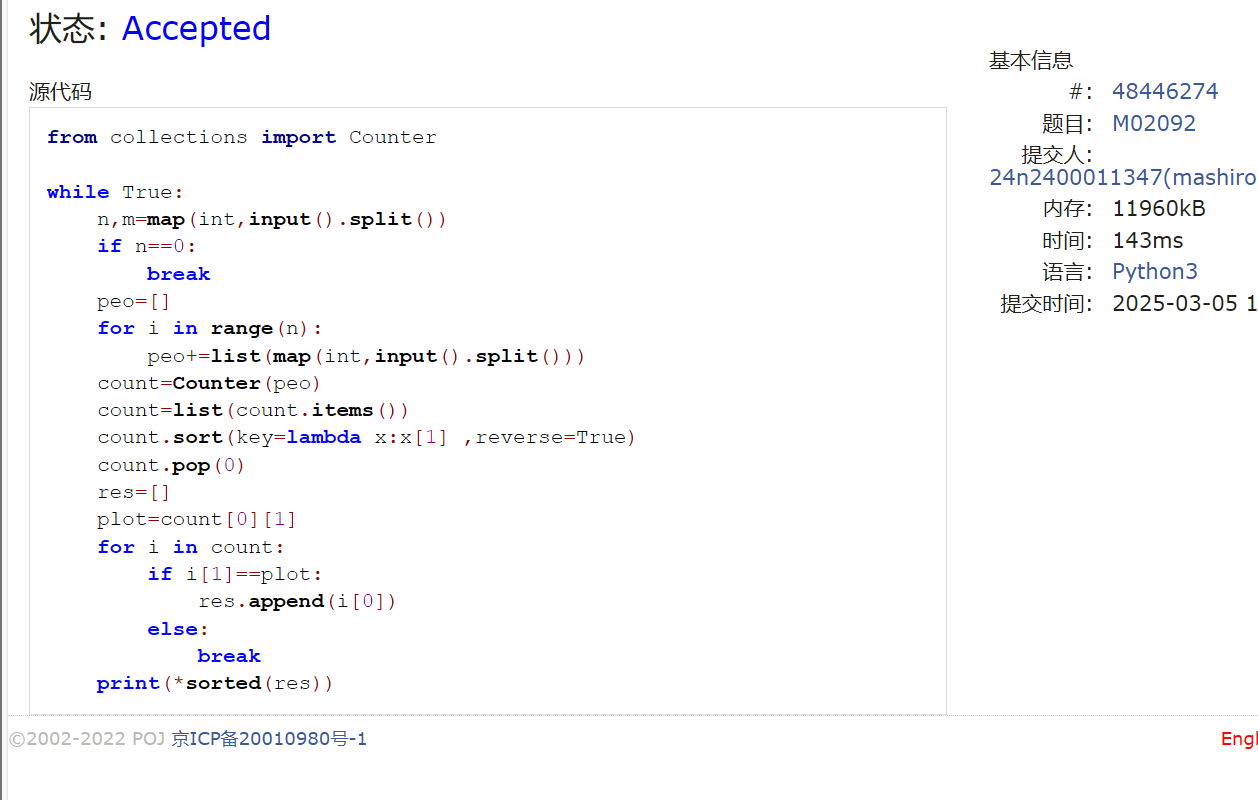 状态: Accepted
源代码
from collections import Counter
while True:
    n,m=map(int,input().split())
    if n==0:
        break
    peo=[]
    for i in range(n):
        peo+=list(map(int,input().split()))
    count=Counter(peo)
    count=list(count.items())
    count.sort(key=lambda x:x[1] ,reverse=True)
    count.pop(0)
    res=[]
    plot=count[0][1]
    for i in count:
        if i[1]==plot:
            res.append(i[0])
        else:
            break
    print(*sorted(res))
基本信息
#: 48446274
题目: M02092
提交人:
24n2400011347(mashiro
内存: 11960kB
时间: 143ms
语言: Python3
提交时间: 2025-03-05 1
©2002-2022 POJ 京ICP备20010980号-1
Engl